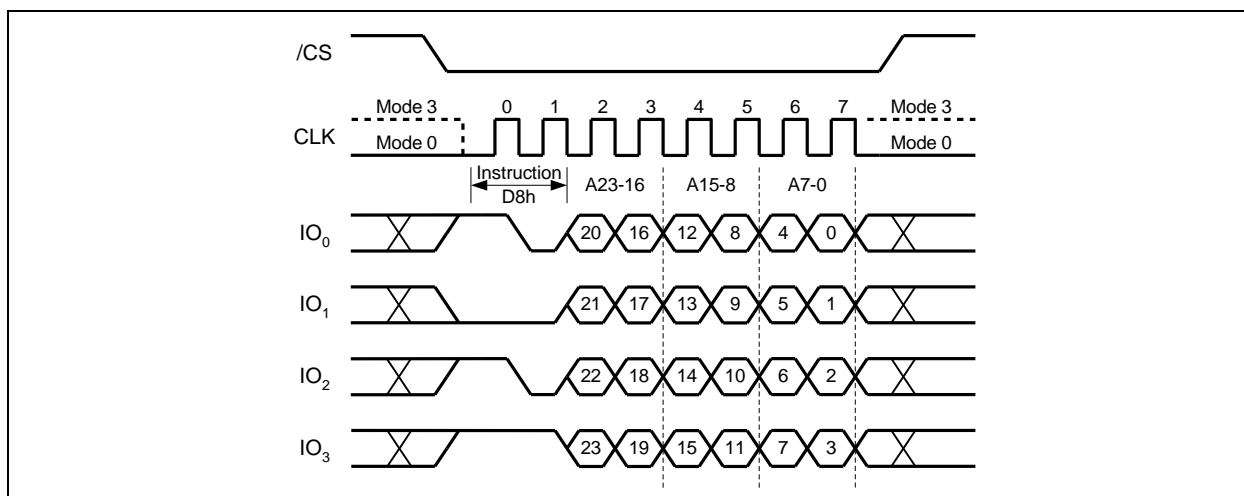 /CS
Mode 3 0 1 2 3 4 5 6 7 Mode 3
CLK Mode 0 Mode 0
Instruction
D8h A23-16 A15-8 A7-0
IO0 20 16 12 8 4 0
IO1 21 17 13 9 5 1
IO2 22 18 14 10 6 2
IO3 23 19 15 11 7 3